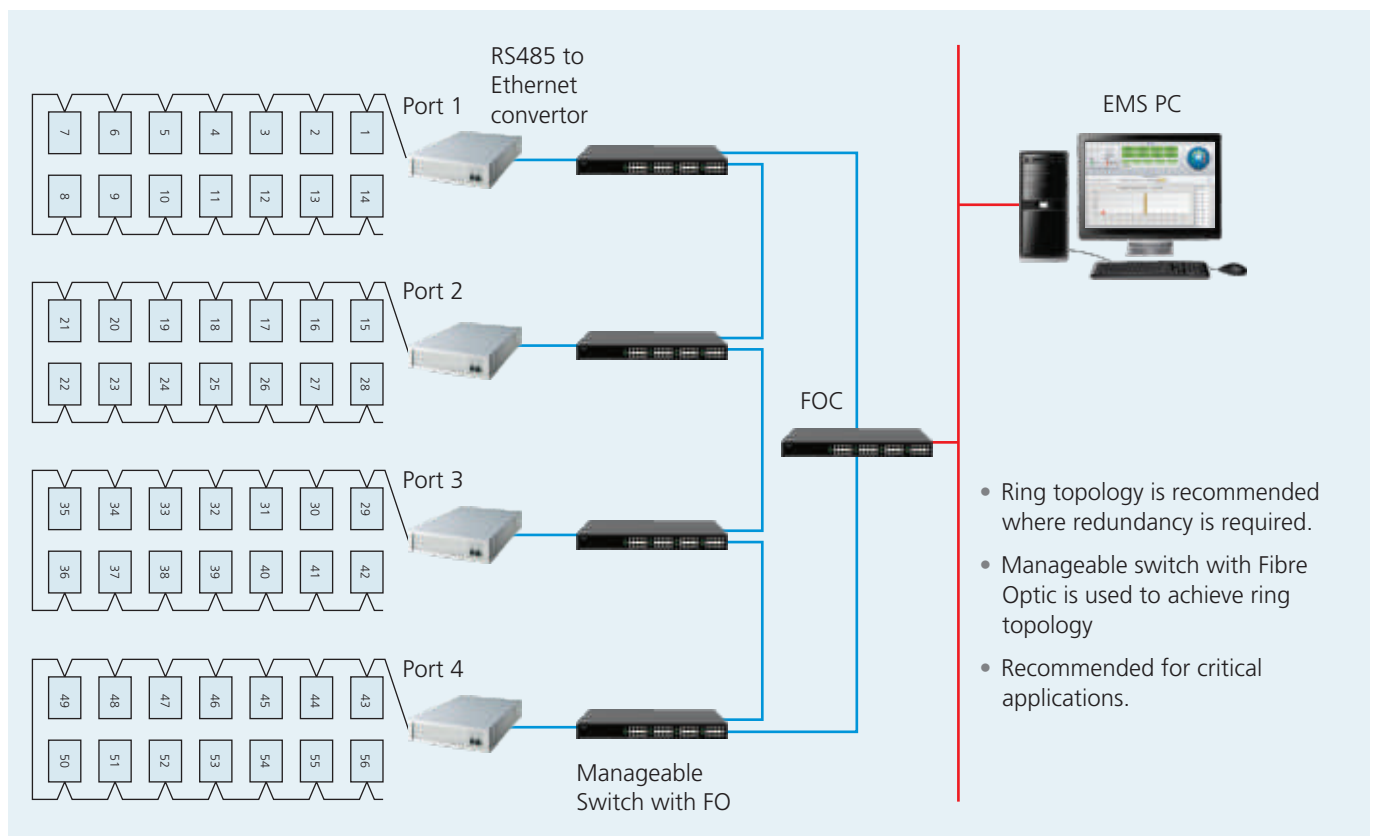 RS485 to
Ethernet
convertor
Port 1
7 6 5 4 3 2 1
8 9 10 11 12 13 14
Port 2
21 20 19 18 17 16 15
22 23 24 25 26 27 28
Port 3
35 34 33 32 31 30 29
36 37 38 39 40 41 42
Port 4
49 48 47 46 45 44 43
50 51 52 53 54 55 56
Manageable
Switch with FO
FOC
EMS PC
• Ring topology is recommended
where redundancy is required.
• Manageable switch with Fibre
Optic is used to achieve ring
topology
• Recommended for critical
applications.